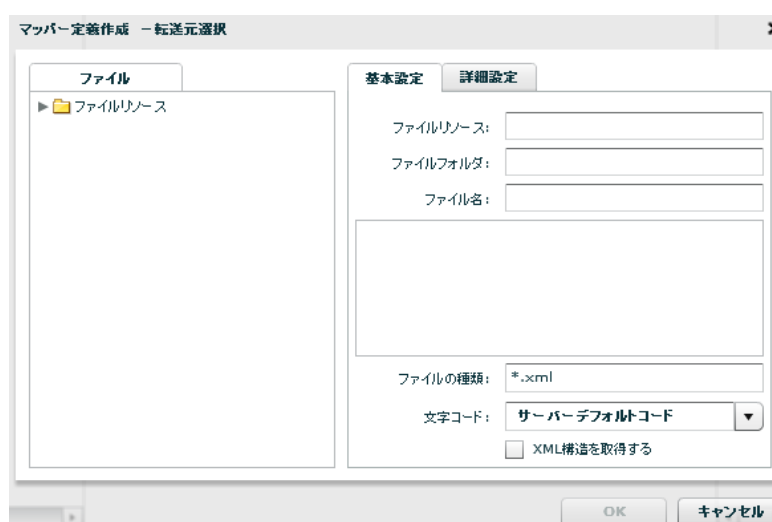 マッパー定義作成 －転送元選択
ファイル
ファイルリソース
基本設定 詳細設定
ファイルリソース:
ファイルフォルダ:
ファイル名:
ファイルの種類: *.xml
文字コード: サーバーデフォルトコード
XML構造を取得する
OK キャンセル